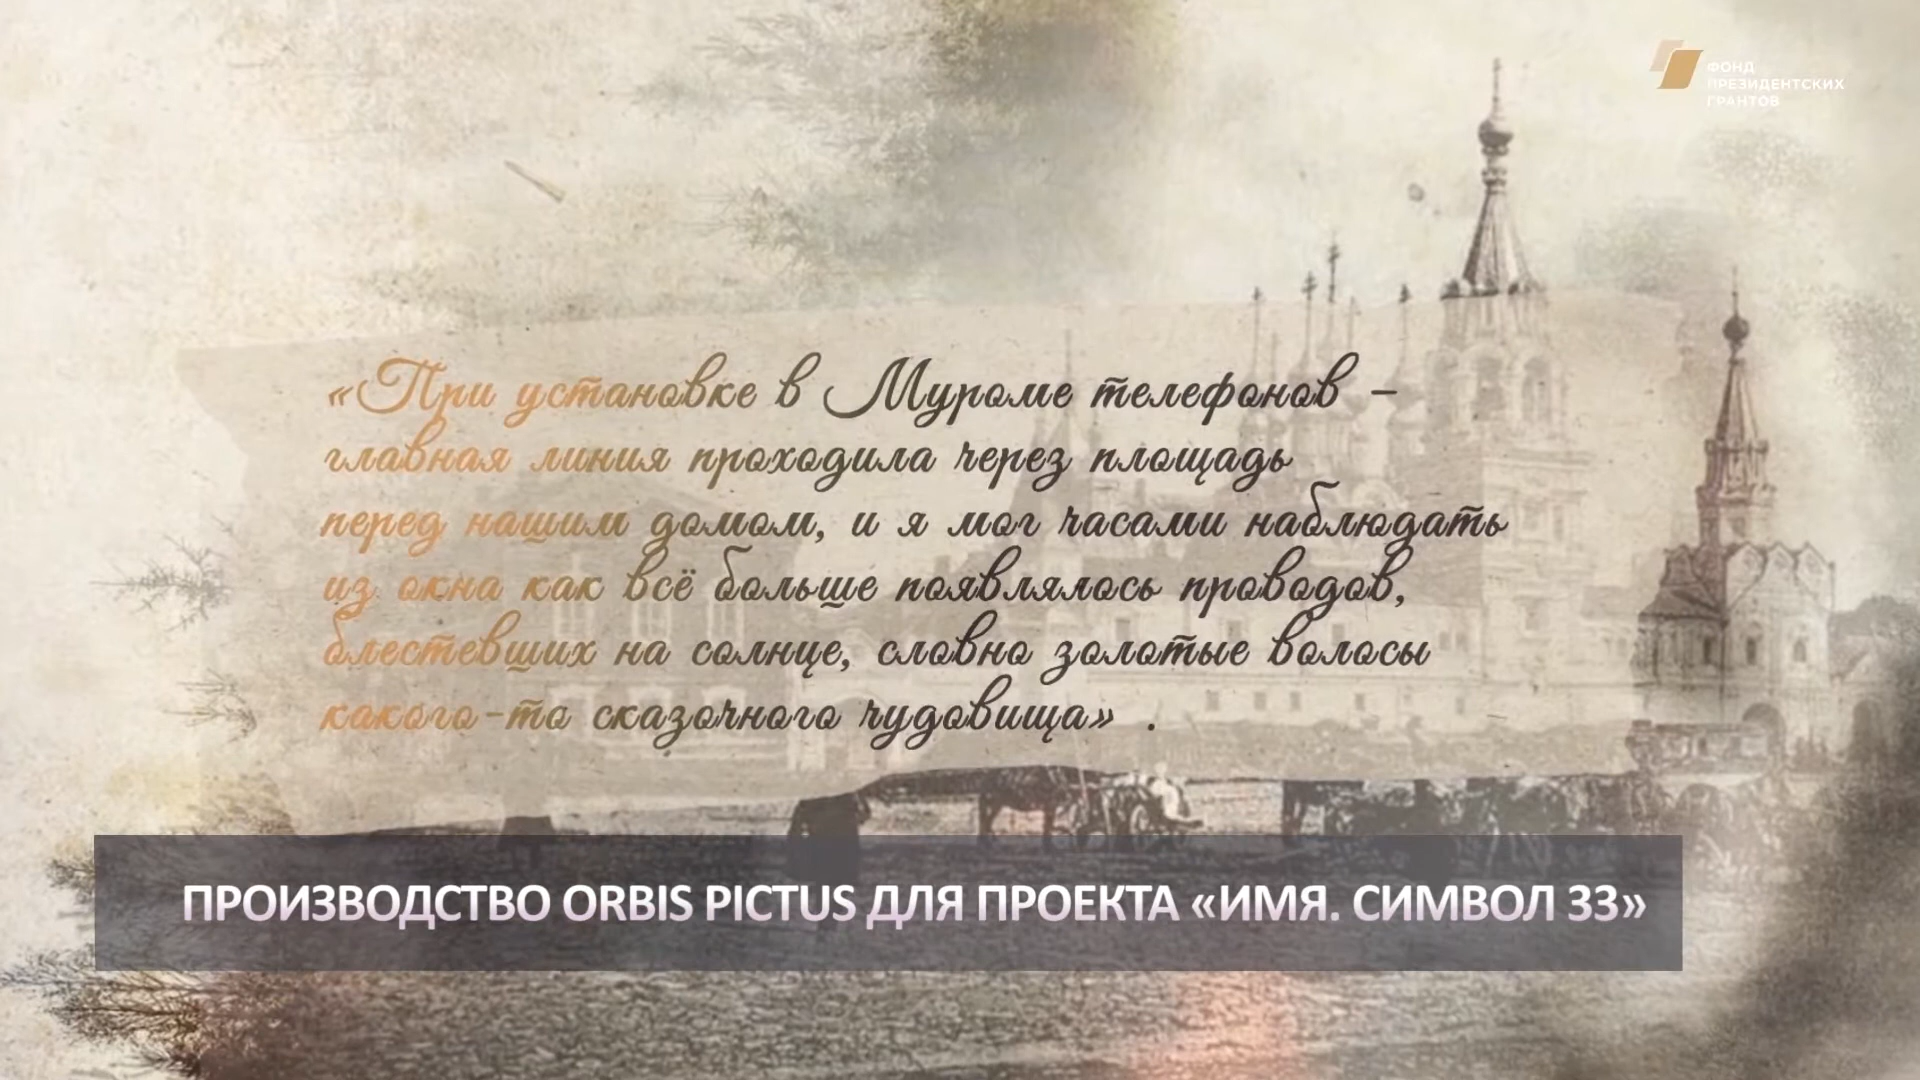 ФОНД
ПРЕЗИДЕНТСКИХ
ГРАНТОВ
«При установке в Муроме телефонов –
главная линия проходила через площадь
перед нашим домом, и я мог часами наблюдать
из окна как всё больше появлялось проводов,
блестевших на солнце, словно золотые волосы
какого-то сказочного чудовища» .
ПРОИЗВОДСТВО ORBIS PICTUS ДЛЯ ПРОЕКТА «ИМЯ. СИМВОЛ 33»